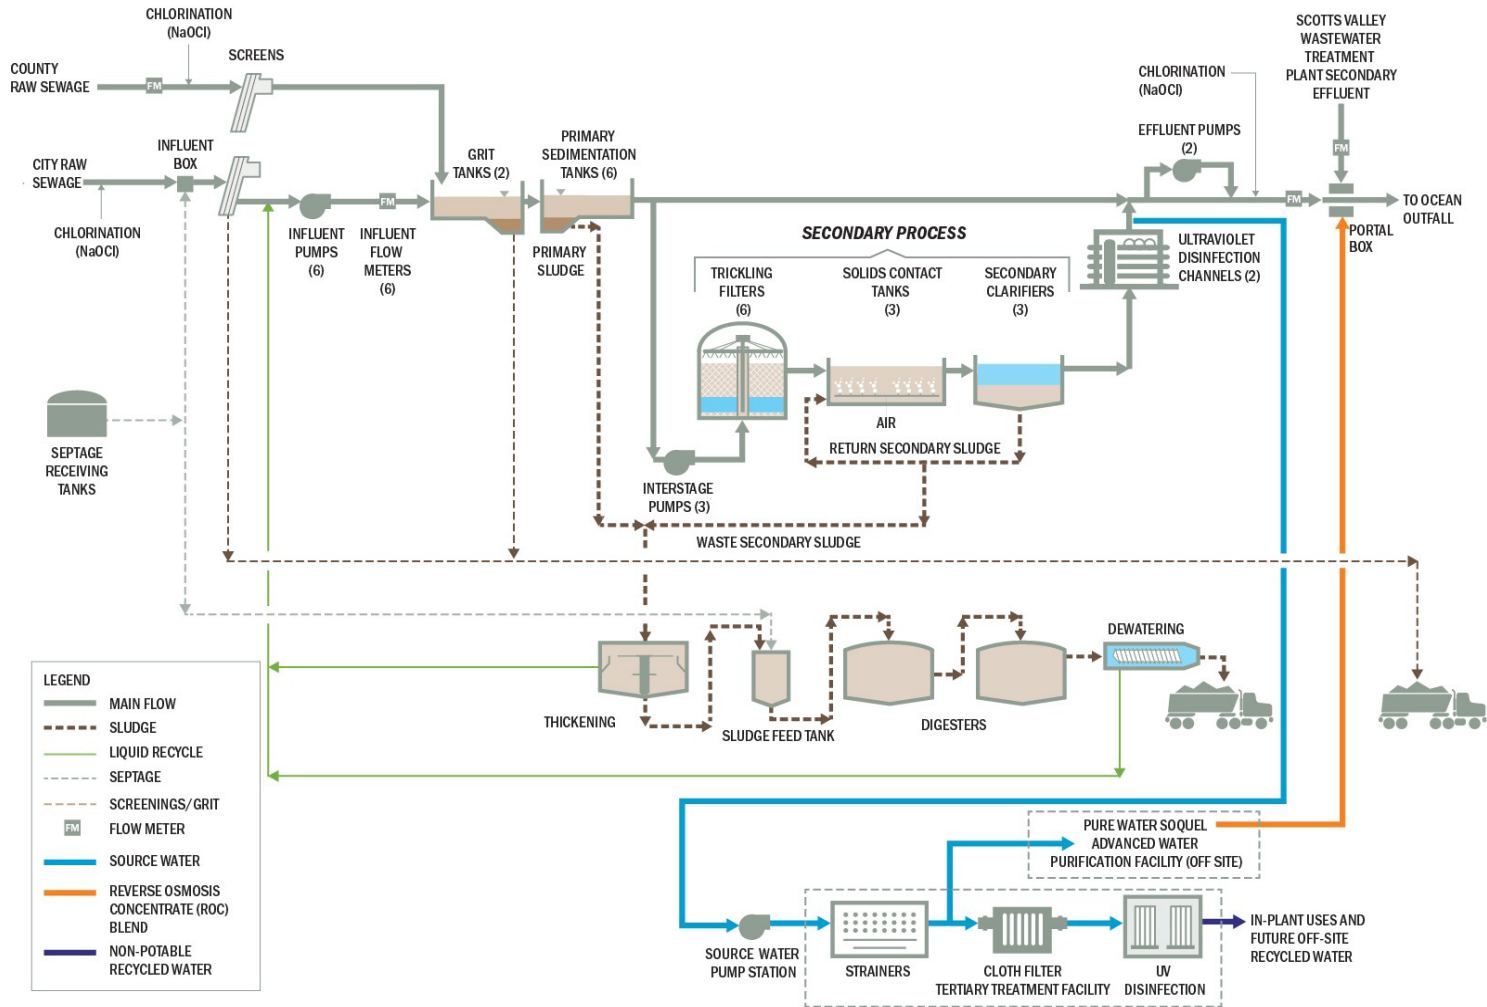 CHLORINATION
(NaOCl)
SCREENS
COUNTY
RAW SEWAGE
FM
CITY RAW
SEWAGE
INFLUENT
BOX
CHLORINATION
(NaOCl)
INFLUENT
PUMPS
(6)
FM
INFLUENT
FLOW
METERS
(6)
GRIT
TANKS (2)
PRIMARY
SEDIMENTATION
TANKS (6)
PRIMARY
SLUDGE
SECONDARY PROCESS
TRICKLING
FILTERS
(6)
SOLIDS CONTACT
TANKS
(3)
SECONDARY
CLARIFIERS
(3)
AIR
RETURN SECONDARY SLUDGE
INTERSTAGE
PUMPS (3)
WASTE SECONDARY SLUDGE
ULTRAVIOLET
DISINFECTION
CHANNELS (2)
EFFLUENT PUMPS
(2)
CHLORINATION
(NaOCl)
SCOTTS VALLEY
WASTEWATER
TREATMENT
PLANT SECONDARY
EFFLUENT
FM
FM
TO OCEAN
OUTFALL
PORTAL
BOX
SEPTAGE
RECEIVING
TANKS
THICKENING
SLUDGE FEED TANK
DIGESTERS
DEWATERING
LEGEND
MAIN FLOW
SLUDGE
LIQUID RECYCLE
SEPTAGE
SCREENINGS/GRIT
FM
FLOW METER
SOURCE WATER
REVERSE OSMOSIS
CONCENTRATE (ROC)
BLEND
NON-POTABLE
RECYCLED WATER
PURE WATER SOQUEL
ADVANCED WATER
PURIFICATION FACILITY (OFF SITE)
SOURCE WATER
PUMP STATION
STRAINERS
CLOTH FILTER
TERTIARY TREATMENT FACILITY
UV
DISINFECTION
IN-PLANT USES AND
FUTURE OFF-SITE
RECYCLED WATER